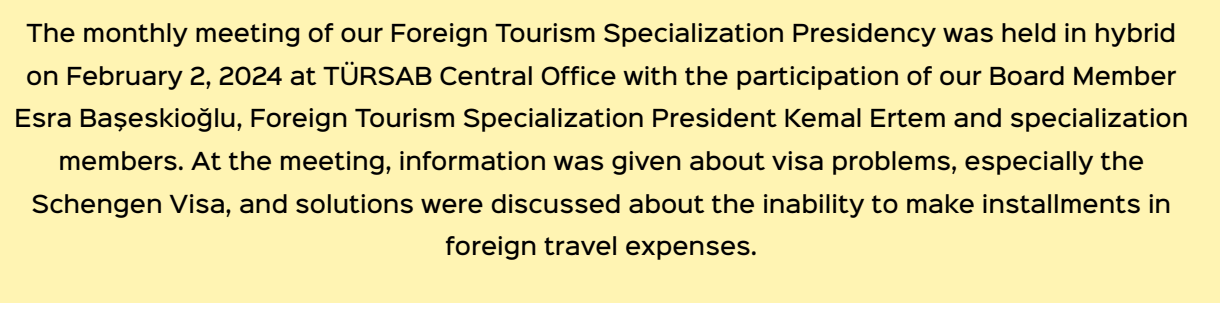 The monthly meeting of our Foreign Tourism Specialization Presidency was held in hybrid
on February 2, 2024 at TÜRSAB Central Office with the participation of our Board Member
Esra Başeskioğlu, Foreign Tourism Specialization President Kemal Ertem and specialization
members. At the meeting, information was given about visa problems, especially the
Schengen Visa, and solutions were discussed about the inability to make installments in
foreign travel expenses.